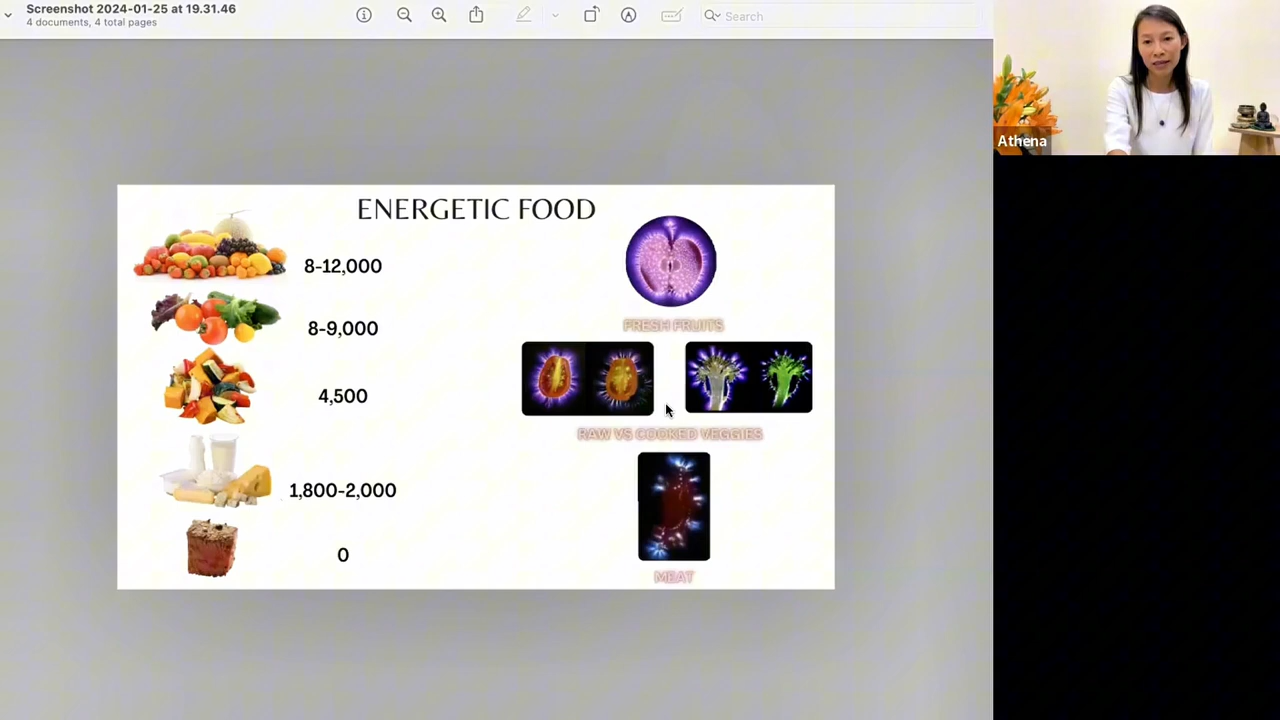 Screenshot 2024-01-25 at 19.31.46
4 documents, 4 total pages
Search
Athena
ENERGETIC FOOD
8-12,000
FRESH FRUITS
8-9,000
4,500
RAW VS COOKED VEGGIES
1,800-2,000
0
MEAT